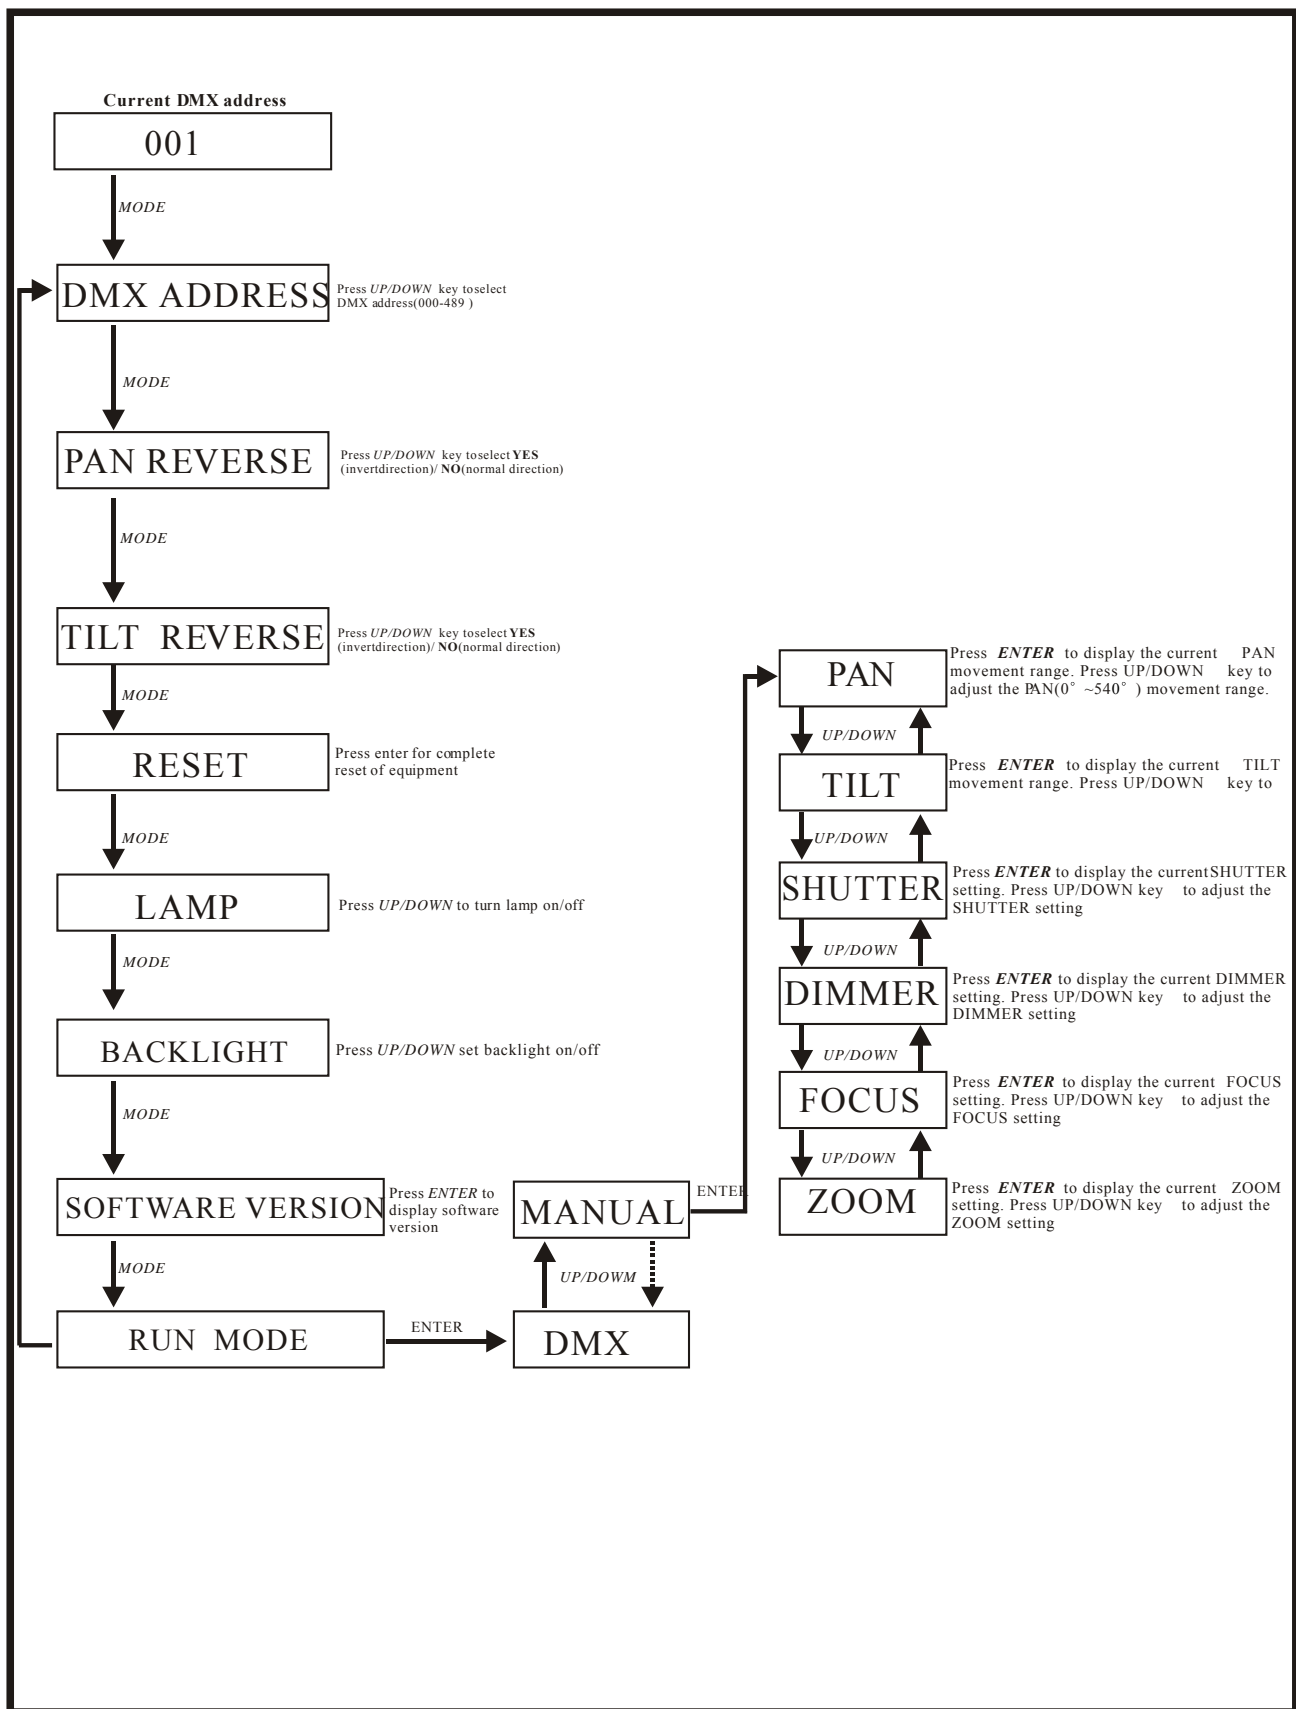 Current DMX address
001
MODE
DMX ADDRESS
Press UP/DOWN key toselect
DMX address(000-489 )
MODE
PAN REVERSE
Press UP/DOWN key toselect YES
(invertdirection)/ NO(normal direction)
MODE
TILT REVERSE
Press UP/DOWN key toselect YES
(invertdirection)/ NO(normal direction)
MODE
RESET
Press enter for complete
reset of equipment
MODE
LAMP
Press UP/DOWN to turn lamp on/off
MODE
BACKLIGHT
Press UP/DOWN set backlight on/off
MODE
SOFTWARE VERSION
Press ENTER to
display software
version
MODE
RUN MODE
ENTER
MANUAL
UP/DOWM
DMX
ENTER
PAN
Press ENTER to display the current PAN
movement range. Press UP/DOWN key to
adjust the PAN(0° ~540° ) movement range.
UP/DOWN
TILT
Press ENTER to display the current TILT
movement range. Press UP/DOWN key to
UP/DOWN
SHUTTER
Press ENTER to display the current SHUTTER
setting. Press UP/DOWN key to adjust the
SHUTTER setting
UP/DOWN
DIMMER
Press ENTER to display the current DIMMER
setting. Press UP/DOWN key to adjust the
DIMMER setting
UP/DOWN
FOCUS
Press ENTER to display the current FOCUS
setting. Press UP/DOWN key to adjust the
FOCUS setting
UP/DOWN
ZOOM
Press ENTER to display the current ZOOM
setting. Press UP/DOWN key to adjust the
ZOOM setting